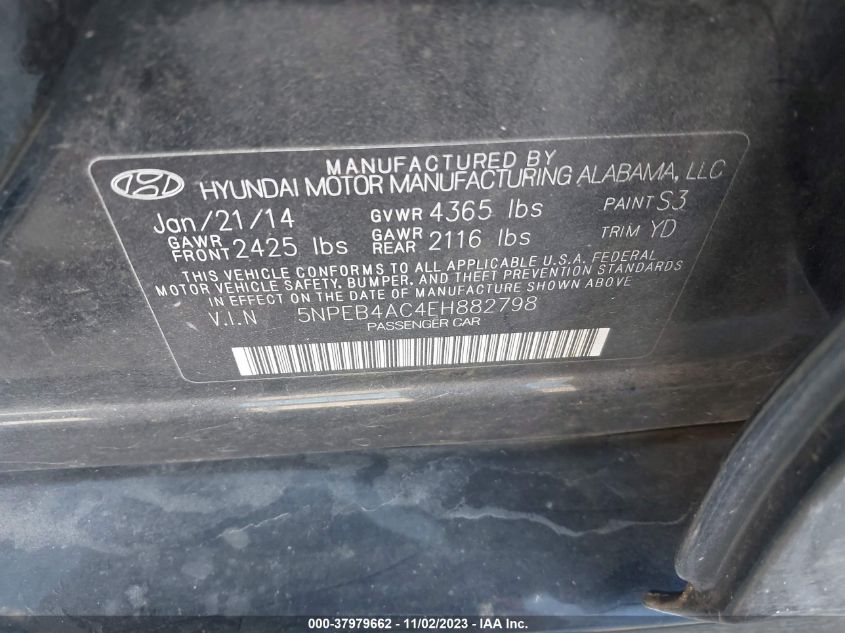 MANUFACTURED BY
HYUNDAI MOTOR MANUFACTURING ALABAMA, LLC
Jan/21/14 GVWR 4365 lbs PAINT S3
GAWR FRONT 2425 lbs GAWR REAR 2116 lbs TRIM YD
THIS VEHICLE CONFORMS TO ALL APPLICABLE U.S.A. FEDERAL
MOTOR VEHICLE SAFETY, BUMPER, AND THEFT PREVENTION STANDARDS
IN EFFECT ON THE DATE OF MANUFACTURE SHOWN ABOVE
V.I.N 5NPEB4AC4EH882798
PASSENGER CAR
000-37979662 - 11/02/2023 - IAA Inc.